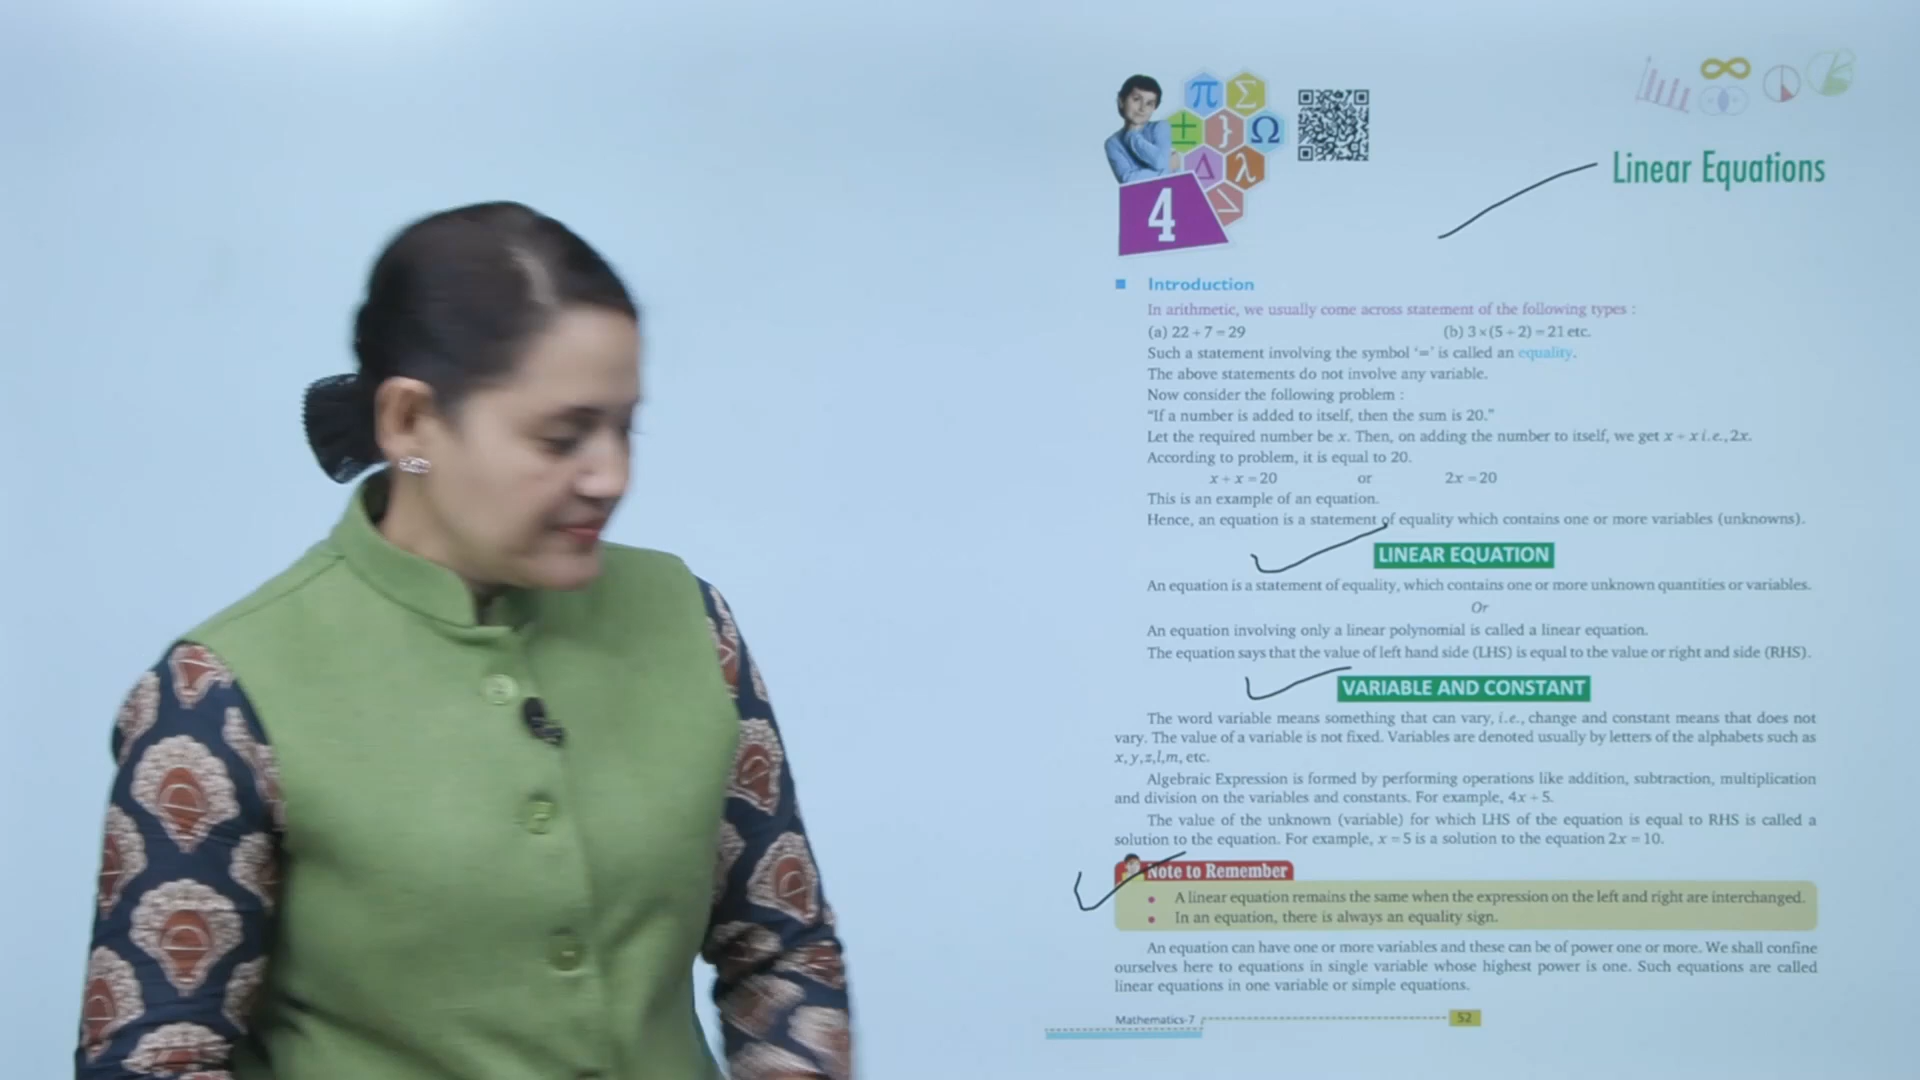 π Σ
± } Ω
Δ λ
4
Linear Equations
Introduction
In arithmetic, we usually come across statement of the following types :
(a) 22 + 7 = 29 (b) 3 × (5 + 2) = 21 etc.
Such a statement involving the symbol '=' is called an equality.
The above statements do not involve any variable.
Now consider the following problem :
"If a number is added to itself, then the sum is 20."
Let the required number be x. Then, on adding the number to itself, we get x + x i.e., 2x.
According to problem, it is equal to 20.
x + x = 20 or 2x = 20
This is an example of an equation.
Hence, an equation is a statement of equality which contains one or more variables (unknowns).
LINEAR EQUATION
An equation is a statement of equality, which contains one or more unknown quantities or variables.
Or
An equation involving only a linear polynomial is called a linear equation.
The equation says that the value of left hand side (LHS) is equal to the value or right and side (RHS).
VARIABLE AND CONSTANT
The word variable means something that can vary, i.e., change and constant means that does not
vary. The value of a variable is not fixed. Variables are denoted usually by letters of the alphabets such as
x, y, z, l, m, etc.
Algebraic Expression is formed by performing operations like addition, subtraction, multiplication
and division on the variables and constants. For example, 4x + 5.
The value of the unknown (variable) for which LHS of the equation is equal to RHS is called a
solution to the equation. For example, x = 5 is a solution to the equation 2x = 10.
Note to Remember
A linear equation remains the same when the expression on the left and right are interchanged.
In an equation, there is always an equality sign.
An equation can have one or more variables and these can be of power one or more. We shall confine
ourselves here to equations in single variable whose highest power is one. Such equations are called
linear equations in one variable or simple equations.
Mathematics-7 52